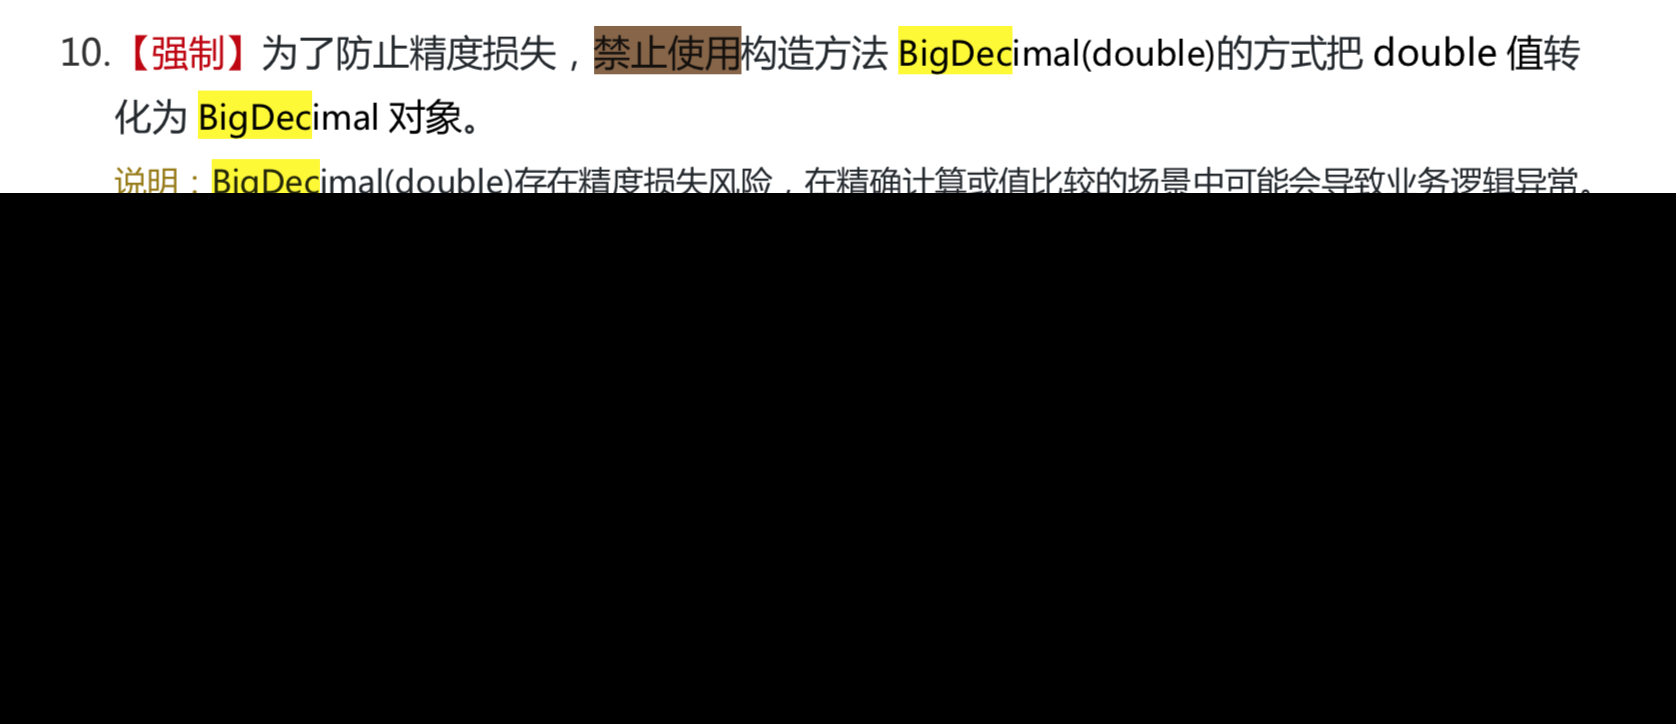 10.【强制】为了防止精度损失，禁止使用构造方法 BigDecimal(double)的方式把 double 值转
化为 BigDecimal 对象。
说明：BigDecimal(double)存在精度损失风险，在精确计算或值比较的场景中可能会导致业务逻辑异常。